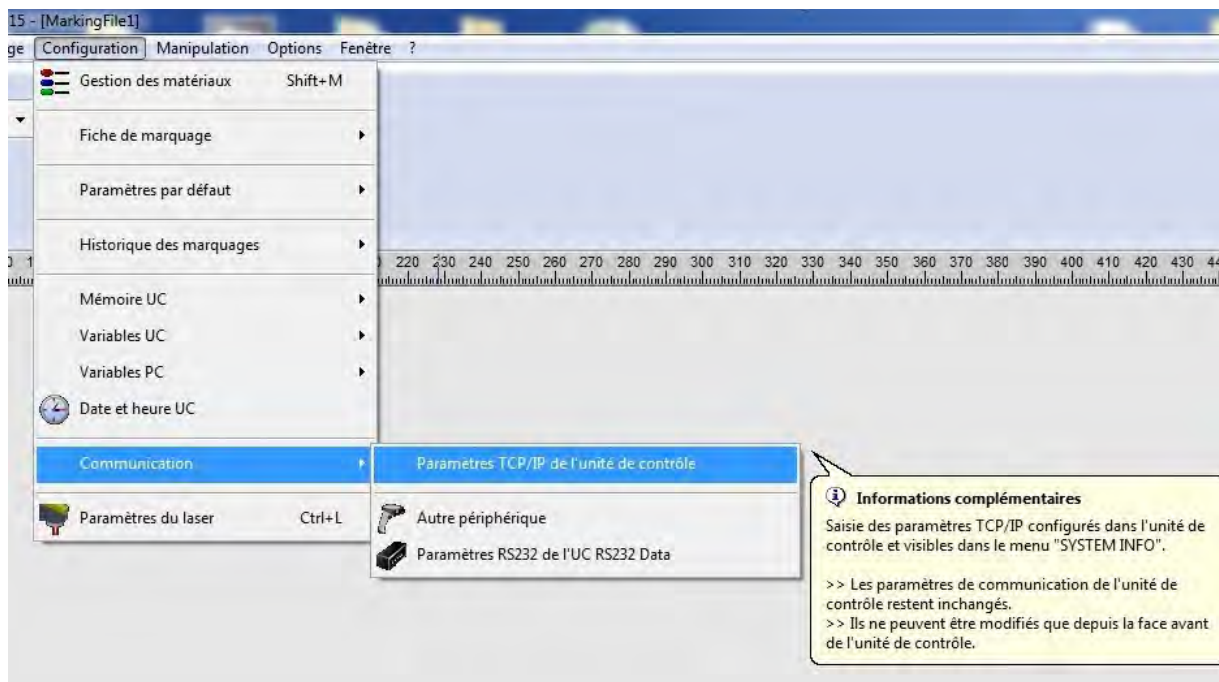 15 - [MarkingFile1]
ge Configuration Manipulation Options Fenêtre ?
Gestion des matériaux Shift+M
Fiche de marquage
Paramètres par défaut
Historique des marquages
220 230 240 250 260 270 280 290 300 310 320 330 340 350 360 370 380 390 400 410 420 430 44
Mémoire UC
Variables UC
Variables PC
Date et heure UC
Communication
Paramètres TCP/IP de l'unité de contrôle
Paramètres du laser Ctrl+L
Autre périphérique
Paramètres RS232 de l'UC RS232 Data
Informations complémentaires
Saisie des paramètres TCP/IP configurés dans l'unité de
contrôle et visibles dans le menu "SYSTEM INFO".
>> Les paramètres de communication de l'unité de
contrôle restent inchangés.
>> Ils ne peuvent être modifiés que depuis la face avant
de l'unité de contrôle.